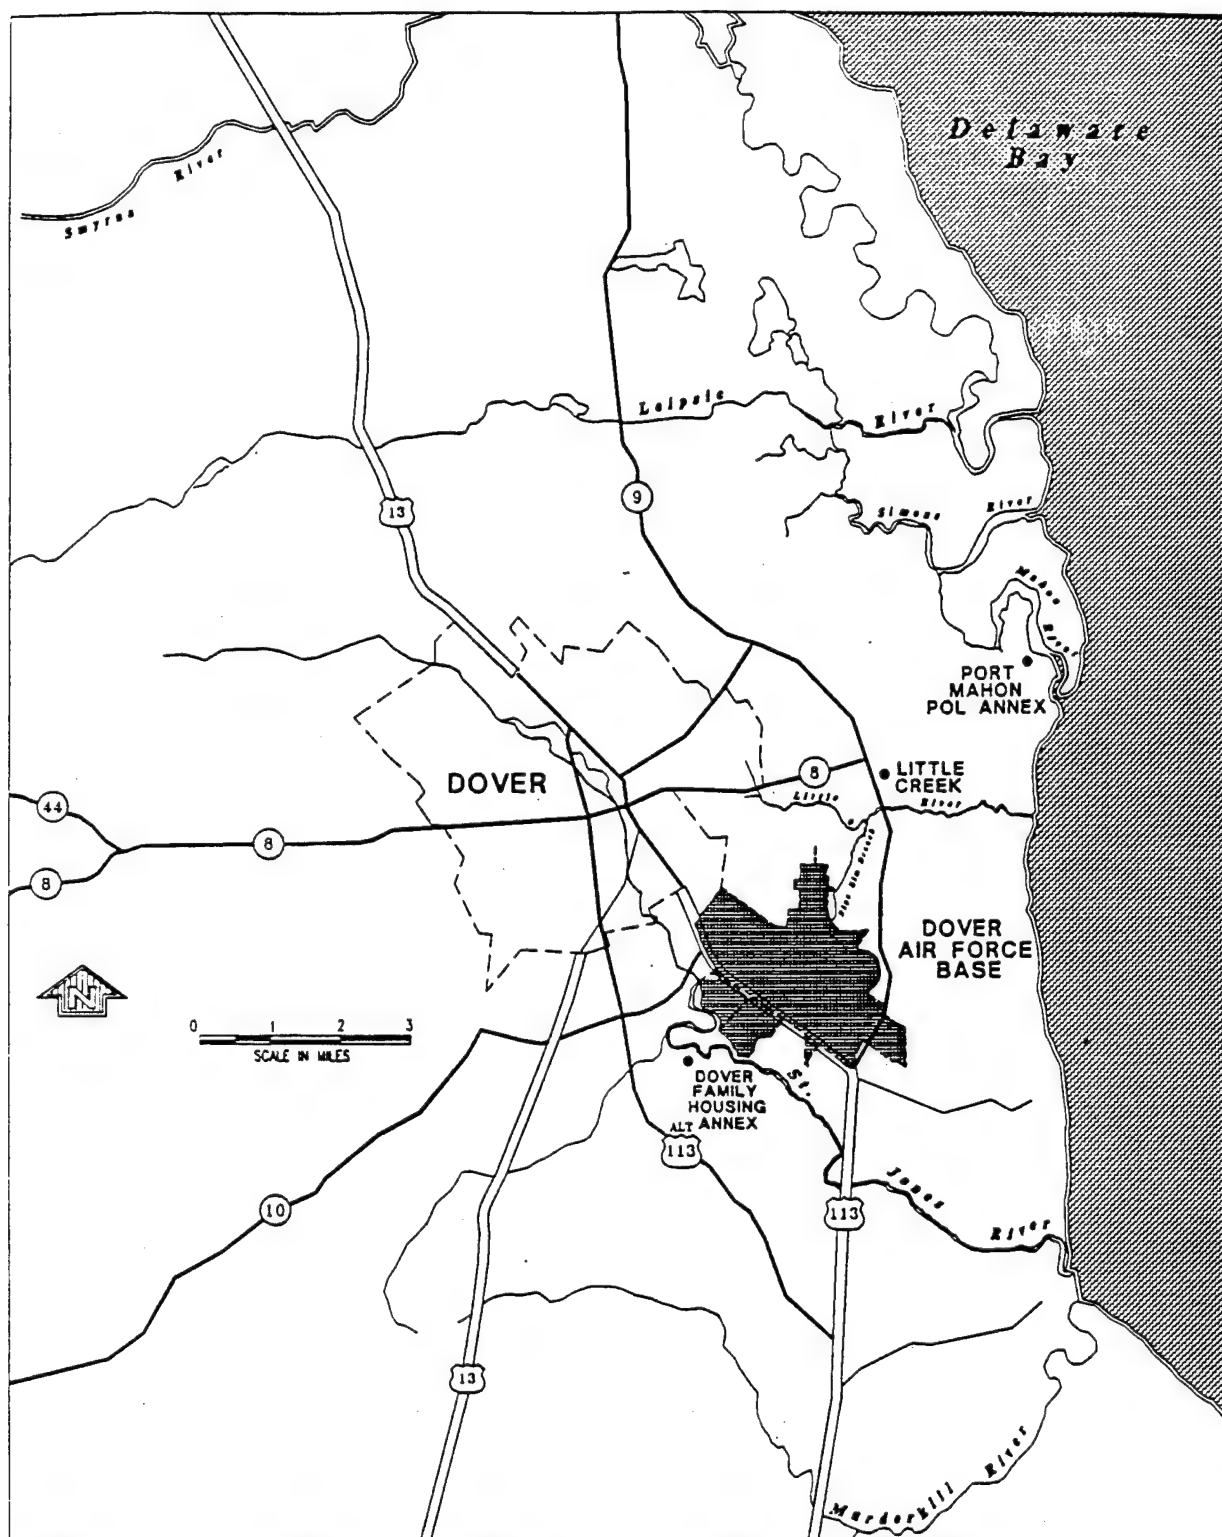 Delaware
Bay
Smyrna River
Leipsic River
13
9
Simons River
Mahon River
PORT
MAHON
POL ANNEX
DOVER
8
LITTLE
CREEK
Little River
44
8
8
DOVER
AIR FORCE
BASE
N
0 1 2 3
SCALE IN MILES
DOVER
FAMILY
HOUSING
ANNEX
St. Jones River
ALT
113
10
113
13
Murderkill River